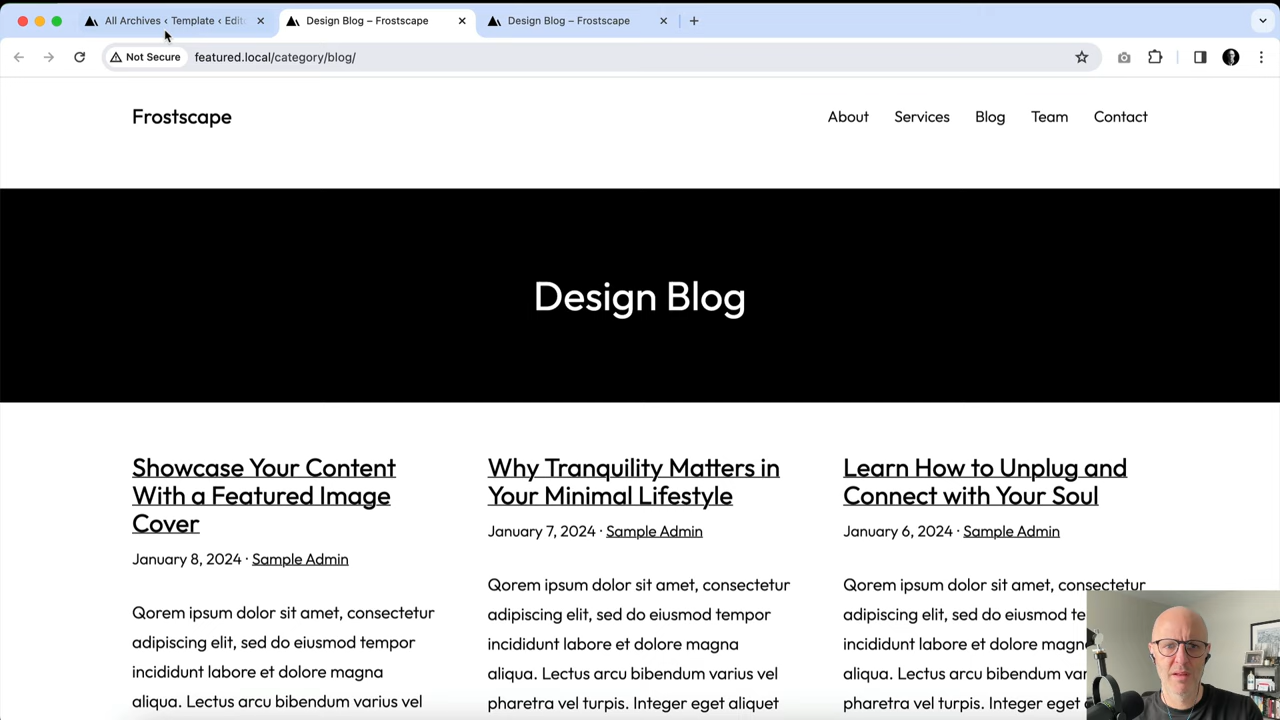 All Archives ‹ Template ‹ Edit
Design Blog – Frostscape
Design Blog – Frostscape
Not Secure
featured.local/category/blog/
Frostscape
About
Services
Blog
Team
Contact
Design Blog
Showcase Your Content
With a Featured Image
Cover
January 8, 2024 · Sample Admin
Qorem ipsum dolor sit amet, consectetur
adipiscing elit, sed do eiusmod tempor
incididunt labore et dolore magna
aliqua. Lectus arcu bibendum varius vel
Why Tranquility Matters in
Your Minimal Lifestyle
January 7, 2024 · Sample Admin
Qorem ipsum dolor sit amet, consectetur
adipiscing elit, sed do eiusmod tempor
incididunt labore et dolore magna
aliqua. Lectus arcu bibendum varius vel
pharetra vel turpis. Integer eget aliquet
Learn How to Unplug and
Connect with Your Soul
January 6, 2024 · Sample Admin
Qorem ipsum dolor sit amet, consectetur
adipiscing elit, sed do eiusmod te
incididunt labore et dolore magn
aliqua. Lectus arcu bibendum va
pharetra vel turpis. Integer eget